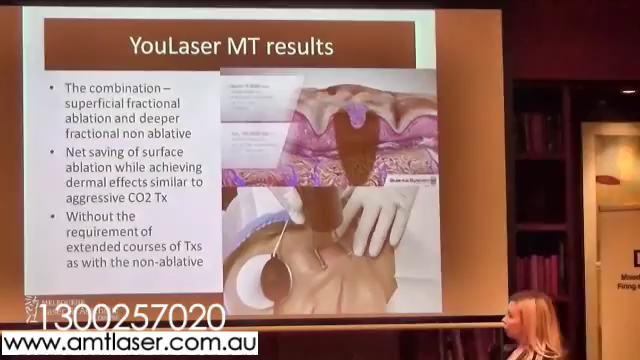 YouLaser MT results
• The combination –
superficial fractional
ablation and deeper
fractional non ablative
• Net saving of surface
ablation while achieving
dermal effects similar to
aggressive CO2 Tx
• Without the
requirement of
extended courses of Txs
as with the non-ablative
MELBOURNE
1300257020
www.amtlaser.com.au